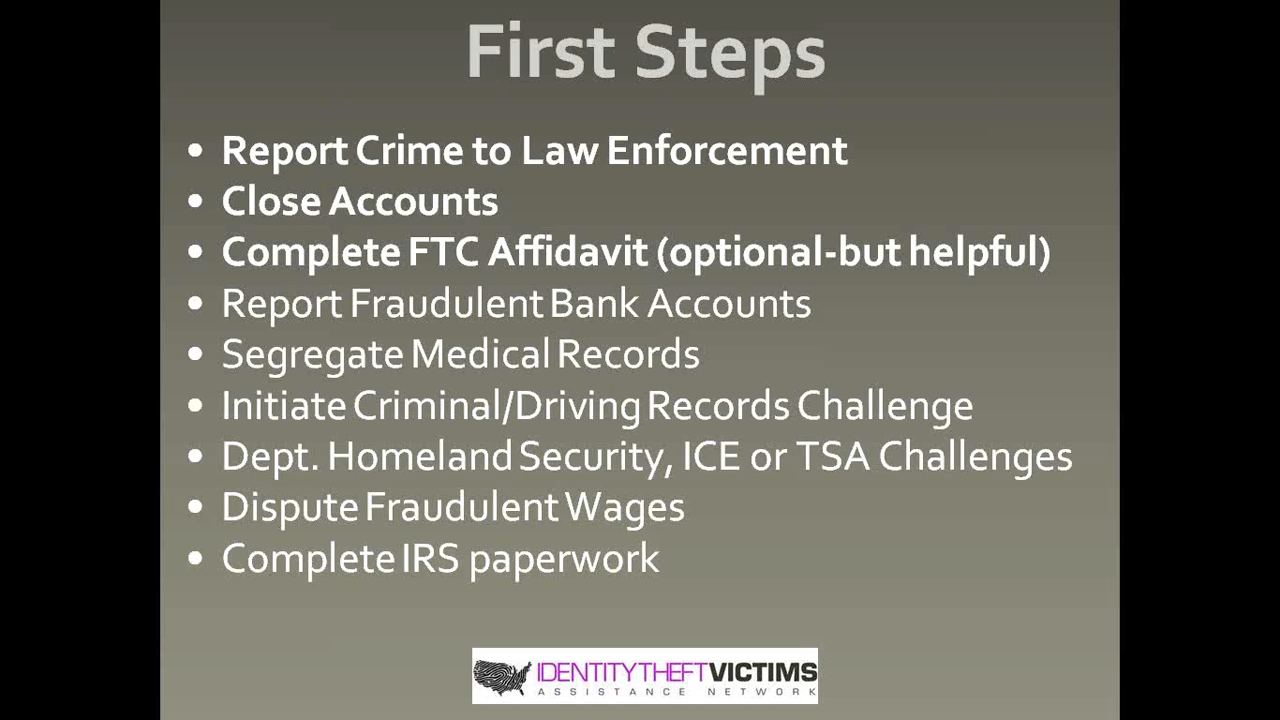 First Steps
• Report Crime to Law Enforcement
• Close Accounts
• Complete FTC Affidavit (optional-but helpful)
• Report Fraudulent Bank Accounts
• Segregate Medical Records
• Initiate Criminal/Driving Records Challenge
• Dept. Homeland Security, ICE or TSA Challenges
• Dispute Fraudulent Wages
• Complete IRS paperwork
IDENTITYTHEFTVICTIMS
ASSISTANCE NETWORK